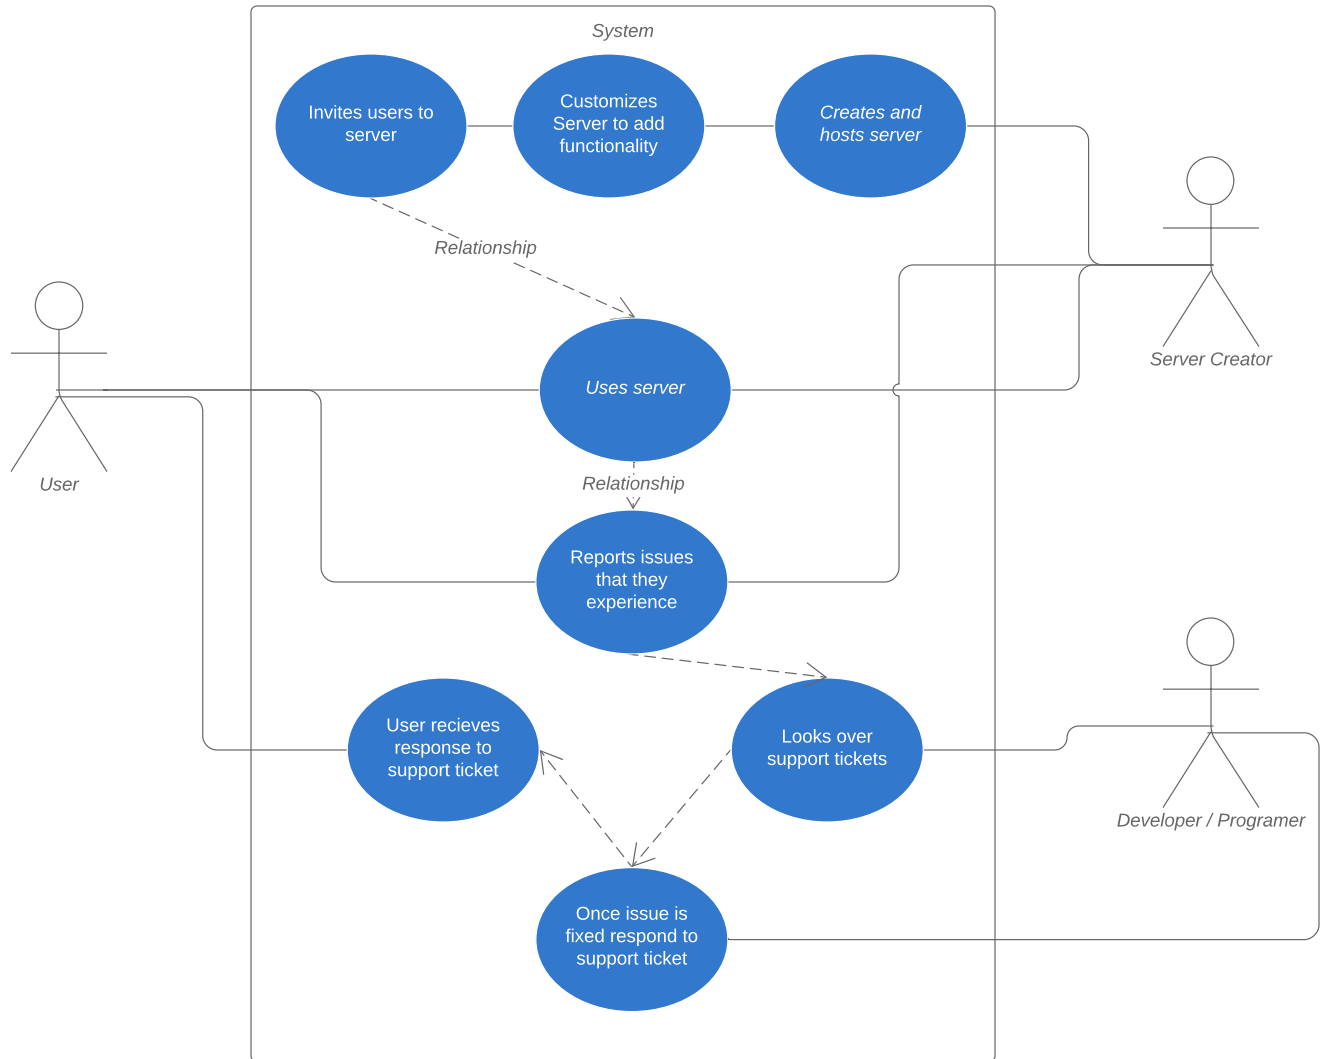 System
Invites users to
server
Customizes
Server to add
functionality
Creates and
hosts server
Relationship
Server Creator
Uses server
User
Relationship
Reports issues
that they
experience
User recieves
response to
support ticket
Looks over
support tickets
Developer / Programer
Once issue is
fixed respond to
support ticket